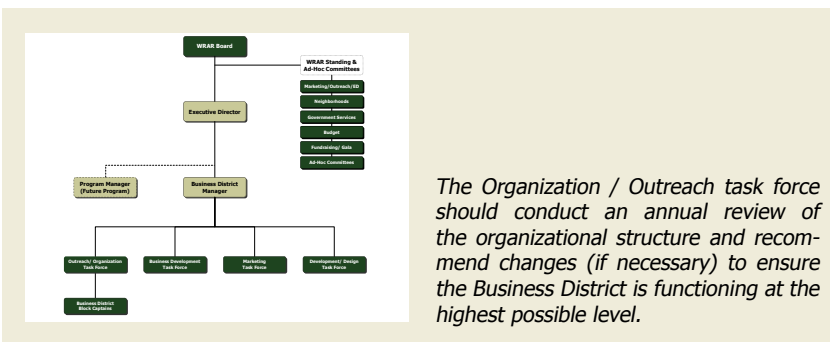 WRAR Board
WRAR Standing &
Ad-Hoc Committees
Marketing/Outreach/ED
Neighborhoods
Government Services
Budget
Fundraising/ Gala
Ad-Hoc Committees
Executive Director
Program Manager
(Future Program)
Business District
Manager
Outreach/ Organization
Task Force
Business Development
Task Force
Marketing
Task Force
Development/ Design
Task Force
Business District
Block Captains
The Organization / Outreach task force
should conduct an annual review of
the organizational structure and recom-
mend changes (if necessary) to ensure
the Business District is functioning at the
highest possible level.